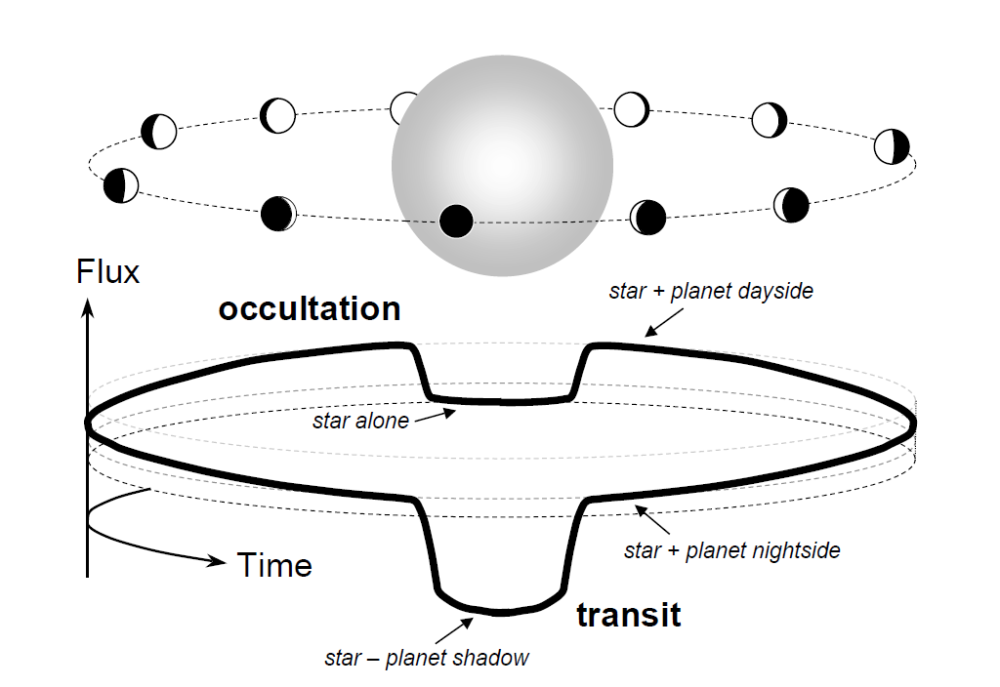 Flux
occultation
star + planet dayside
star alone
star + planet nightside
Time
transit
star – planet shadow